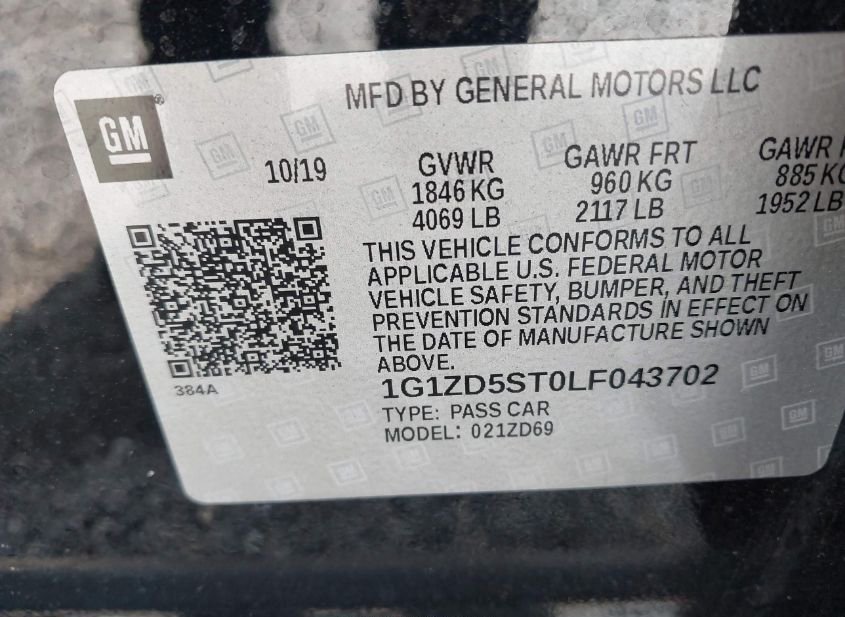 MFD BY GENERAL MOTORS LLC
GM
10/19
GVWR
1846 KG
4069 LB
GAWR FRT
960 KG
2117 LB
GAWR
885 KG
1952 LB
THIS VEHICLE CONFORMS TO ALL
APPLICABLE U.S. FEDERAL MOTOR
VEHICLE SAFETY, BUMPER, AND THEFT
PREVENTION STANDARDS IN EFFECT ON
THE DATE OF MANUFACTURE SHOWN
ABOVE.
384A
1G1ZD5ST0LF043702
TYPE: PASS CAR
MODEL: 021ZD69